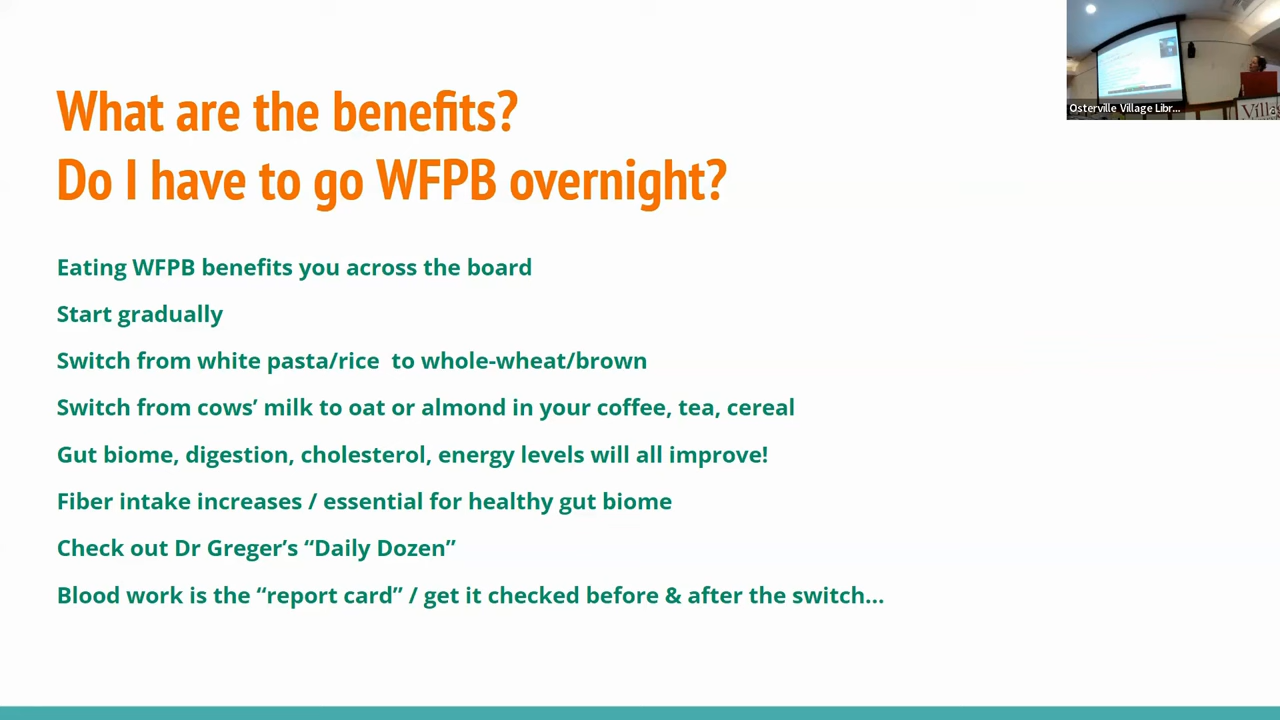 What are the benefits?
Do I have to go WFPB overnight?
Eating WFPB benefits you across the board
Start gradually
Switch from white pasta/rice  to whole-wheat/brown
Switch from cows’ milk to oat or almond in your coffee, tea, cereal
Gut biome, digestion, cholesterol, energy levels will all improve!
Fiber intake increases / essential for healthy gut biome
Check out Dr Greger’s “Daily Dozen”
Blood work is the “report card” / get it checked before & after the switch...
Osterville Village Libr...